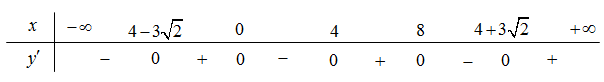 x −∞ 4−3√2 0 4 8 4+3√2 +∞
y′ − 0 + 0 − 0 + 0 − 0 +